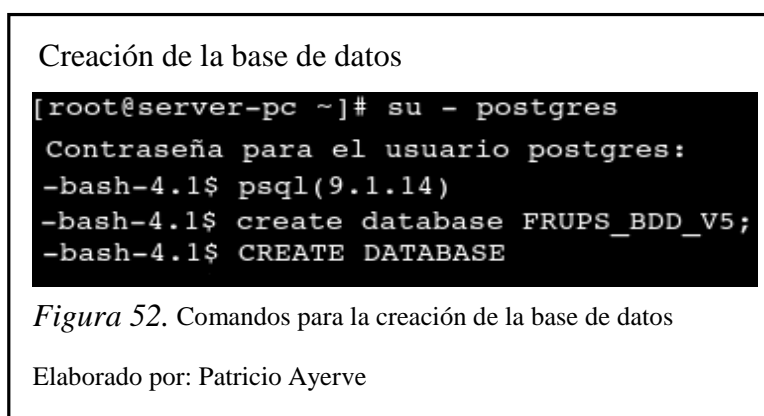 Creación de la base de datos
[root@server-pc ~]# su - postgres
Contraseña para el usuario postgres:
-bash-4.1$ psql(9.1.14)
-bash-4.1$ create database FRUPS_BDD_V5;
-bash-4.1$ CREATE DATABASE
Figura 52. Comandos para la creación de la base de datos
Elaborado por: Patricio Ayerve